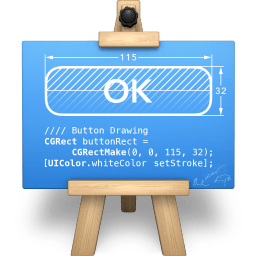 115
OK
32
//// Button Drawing
CGRect buttonRect =
CGRectMake(0, 0, 115, 32);
[UIColor.whiteColor setStroke];